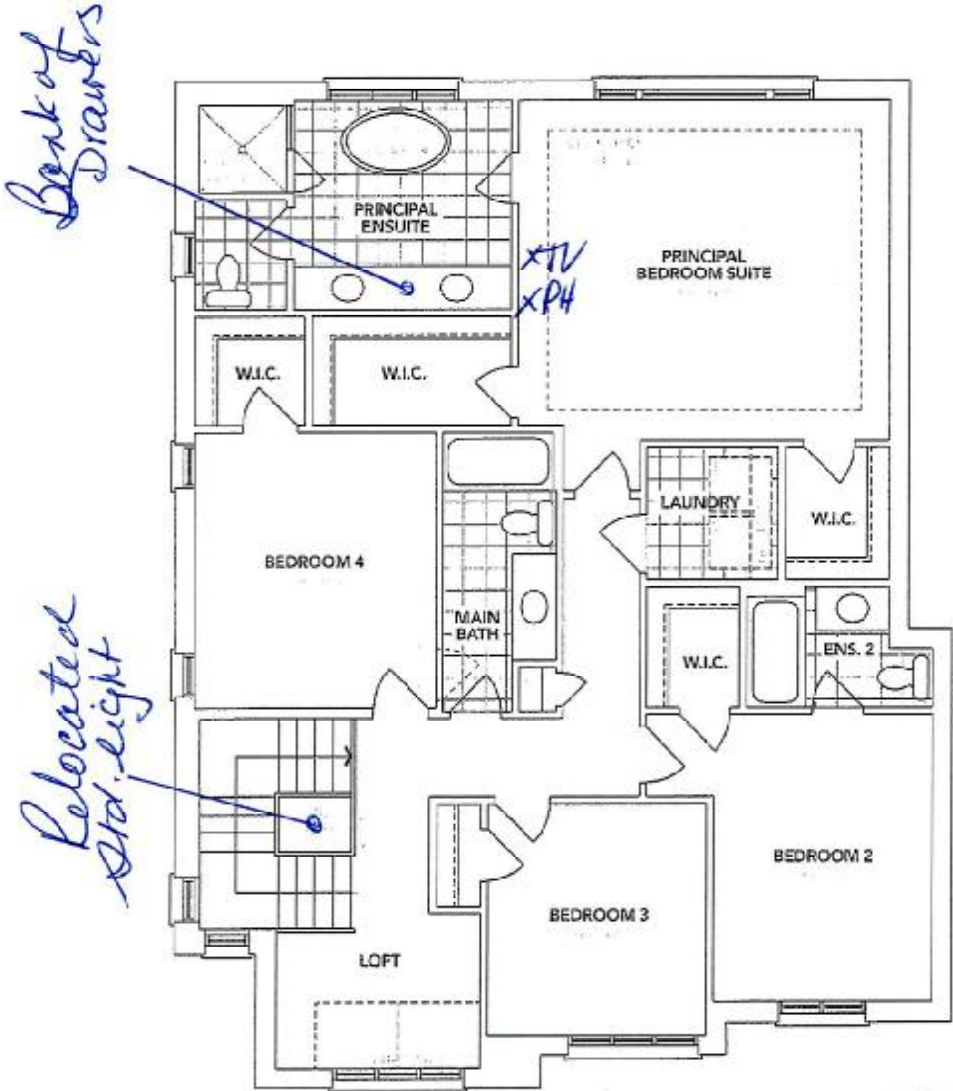 Bank of
Drawers
PRINCIPAL
ENSUITE
XTV
XPH
PRINCIPAL
BEDROOM SUITE
W.I.C.
W.I.C.
LAUNDRY
W.I.C.
BEDROOM 4
MAIN
BATH
W.I.C.
ENS. 2
Relocated
Std. light
BEDROOM 2
BEDROOM 3
LOFT